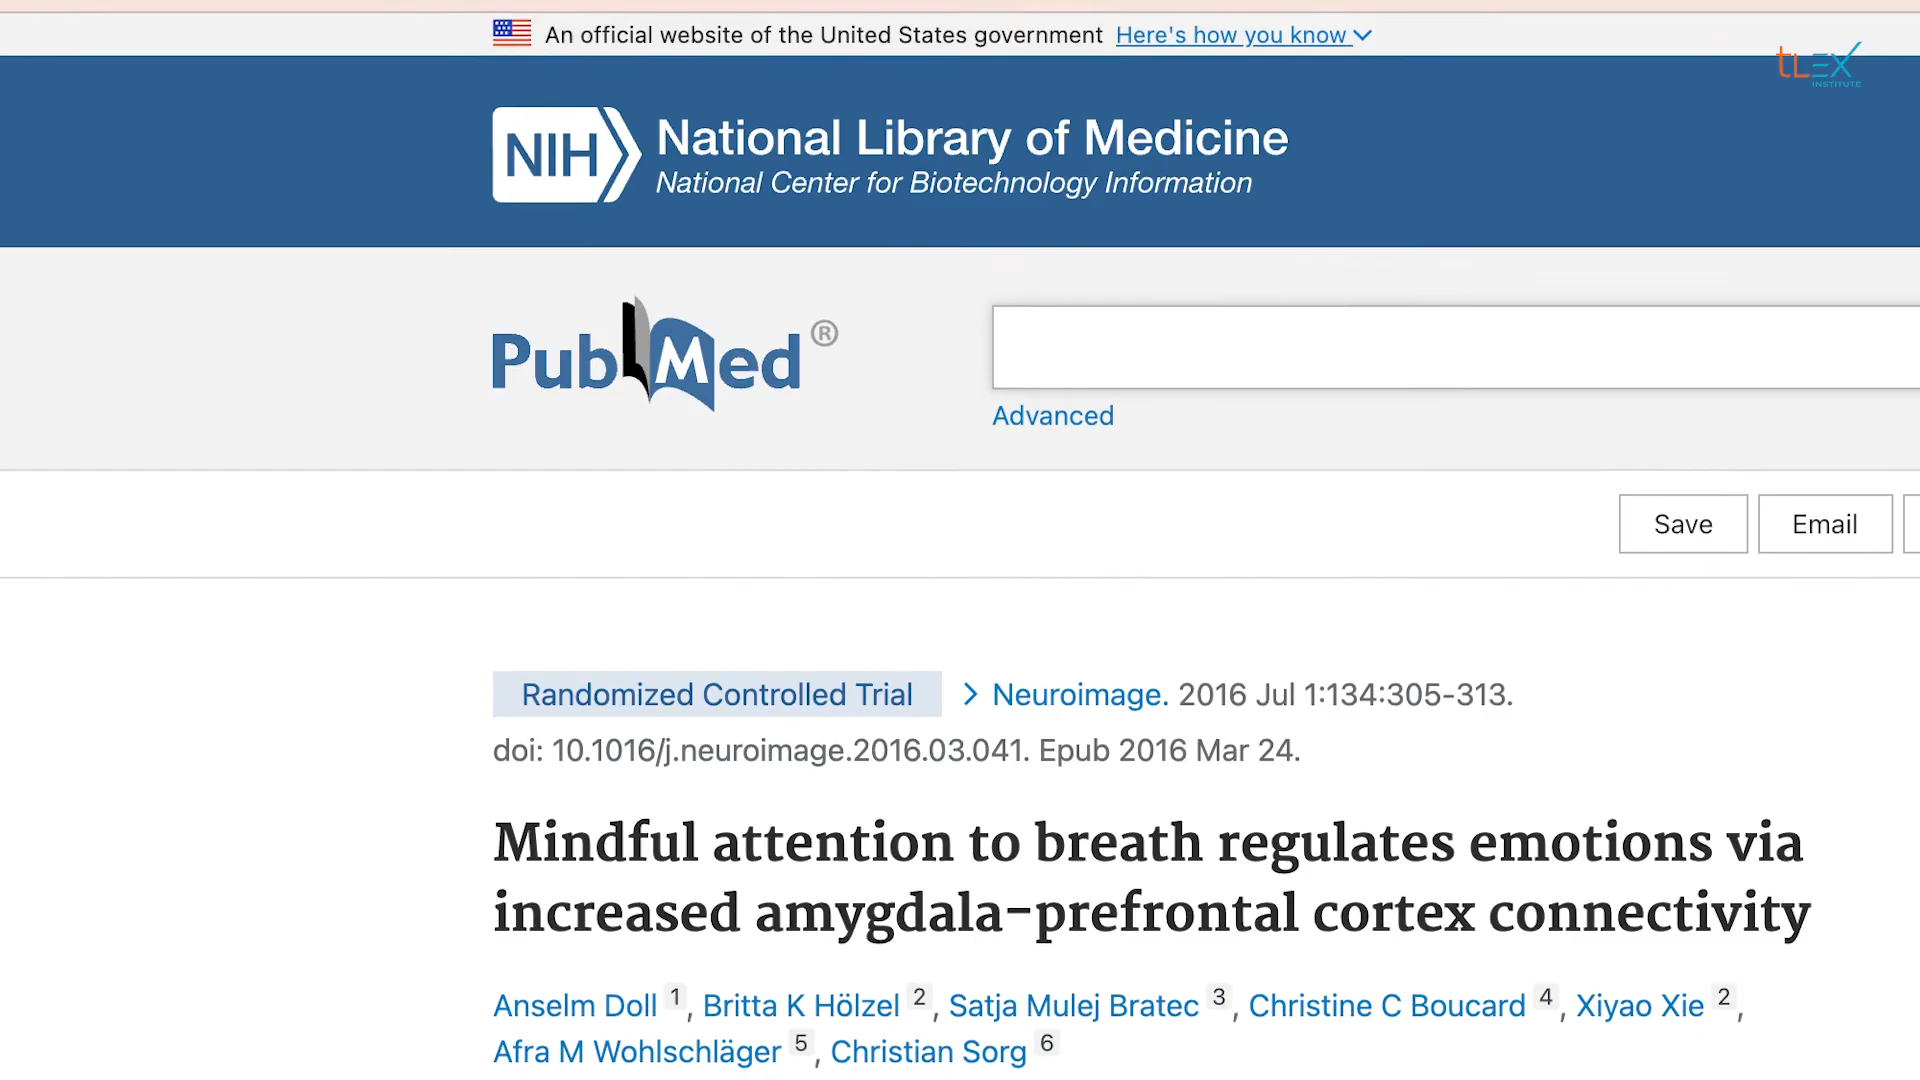 An official website of the United States government Here's how you know
tLEX
INSTITUTE
NIH National Library of Medicine
National Center for Biotechnology Information
PubMed®
Advanced
Save Email
Randomized Controlled Trial > Neuroimage. 2016 Jul 1:134:305-313.
doi: 10.1016/j.neuroimage.2016.03.041. Epub 2016 Mar 24.
Mindful attention to breath regulates emotions via
increased amygdala-prefrontal cortex connectivity
Anselm Doll 1, Britta K Hölzel 2, Satja Mulej Bratec 3, Christine C Boucard 4, Xiyao Xie 2,
Afra M Wohlschläger 5, Christian Sorg 6